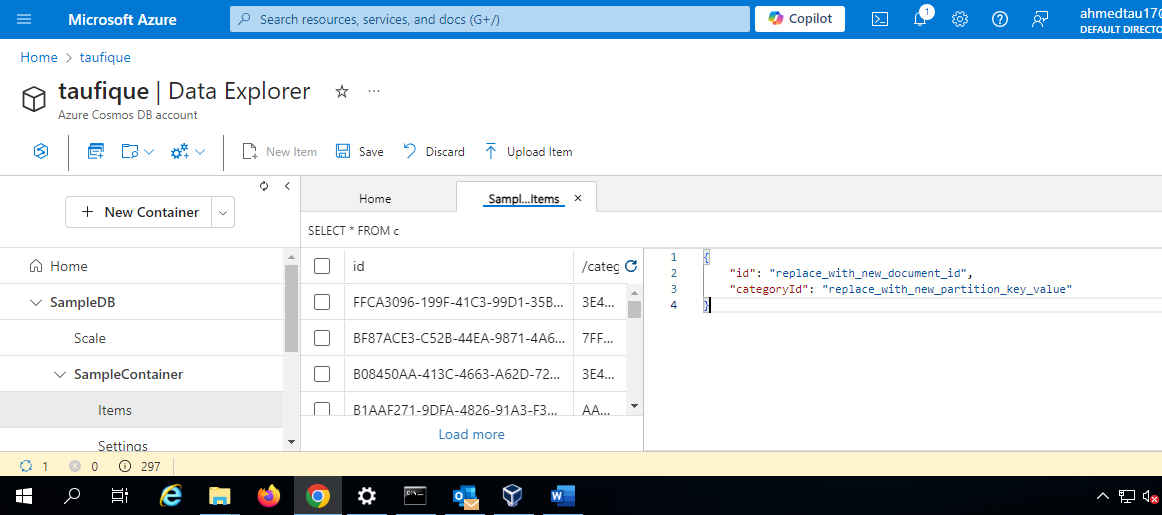 Microsoft Azure
Search resources, services, and docs (G+/)
Copilot
1
ahmedtau17@
DEFAULT DIRECTO
Home > taufique
taufique | Data Explorer
...
Azure Cosmos DB account
New Item
Save
Discard
Upload Item
New Container
Home
Sampl...Items
SELECT * FROM c
Home
SampleDB
Scale
SampleContainer
Items
Settings
id
/categ
FFCA3096-199F-41C3-99D1-35B...
3E4...
BF87ACE3-C52B-44EA-9871-4A6...
7FF...
B08450AA-413C-4663-A62D-72...
3E4...
B1AAF271-9DFA-4826-91A3-F3...
AA...
Load more
1 {
2 "id": "replace_with_new_document_id",
3 "categoryId": "replace_with_new_partition_key_value"
4 }
1 0 297